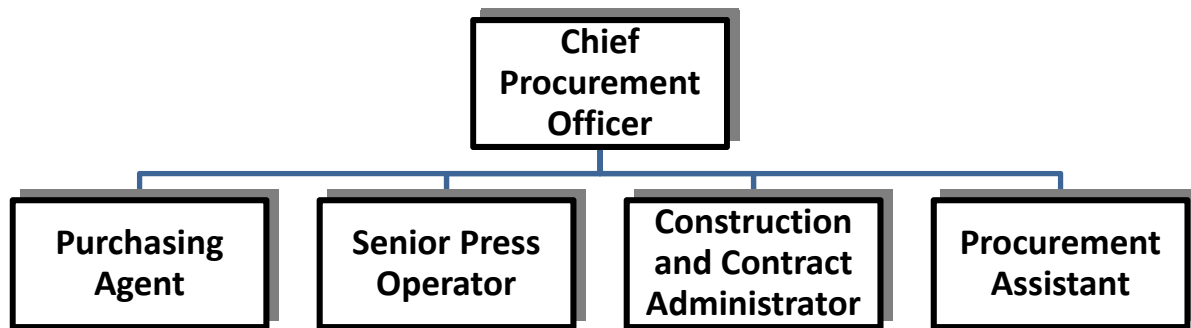 Chief
Procurement
Officer
Purchasing
Agent
Senior Press
Operator
Construction
and Contract
Administrator
Procurement
Assistant